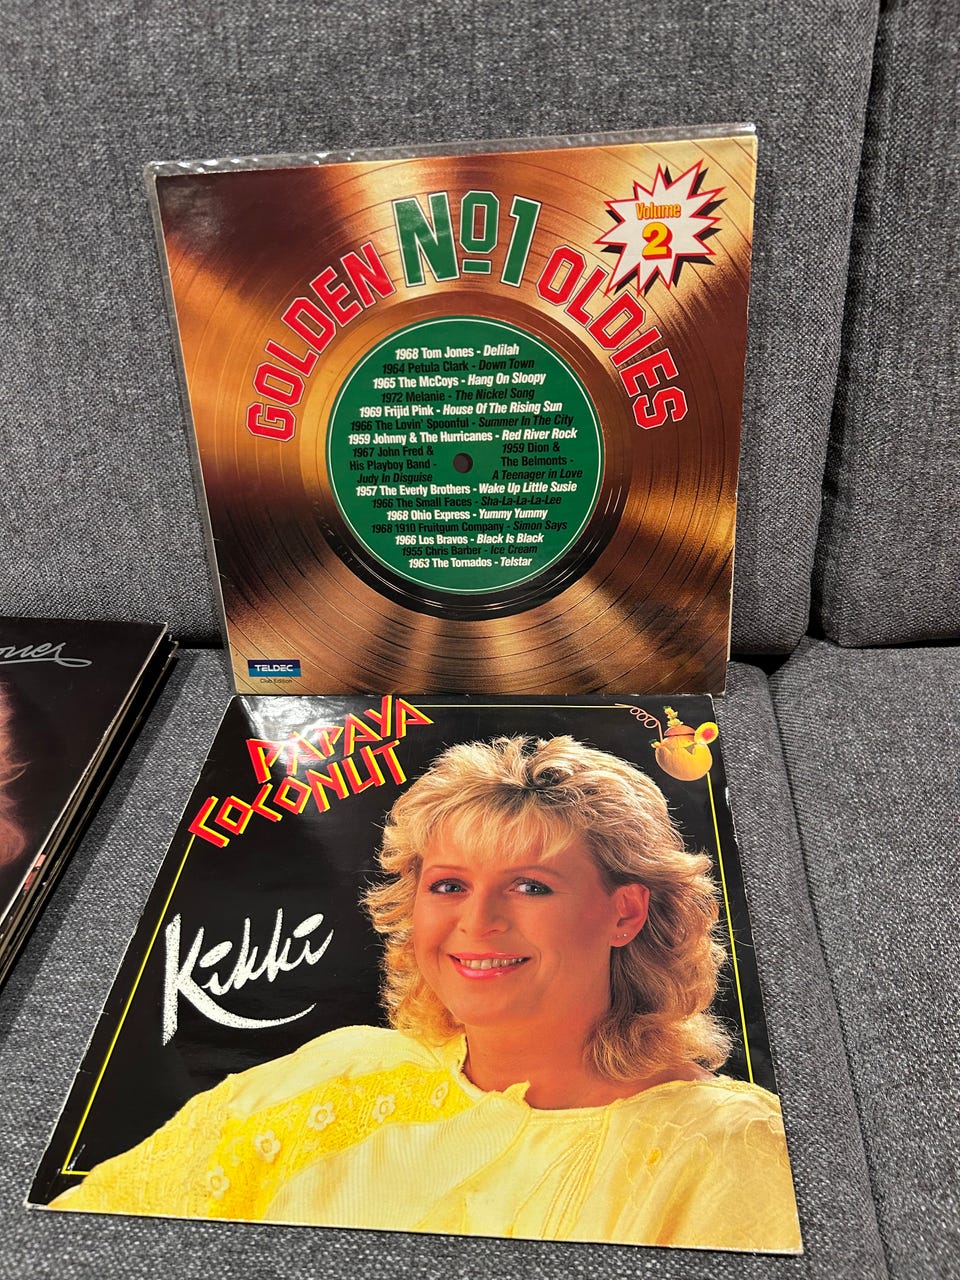 Volume
2
GOLDEN No1 OLDIES
1968 Tom Jones - Delilah
1964 Petula Clark - Down Town
1965 The McCoys - Hang On Sloopy
1972 Melanie - The Nickel Song
1969 Frijid Pink - House Of The Rising Sun
1966 The Lovin' Spoonful - Summer In The City
1959 Johnny & The Hurricanes - Red River Rock
1967 John Fred &
His Playboy Band -
Judy In Disguise
1959 Dion &
The Belmonts -
A Teenager in Love
1957 The Everly Brothers - Wake Up Little Susie
1966 The Small Faces - Sha-La-La-La-Lee
1968 Ohio Express - Yummy Yummy
1968 1910 Fruitgum Company - Simon Says
1966 Los Bravos - Black Is Black
1955 Chris Barber - Ice Cream
1963 The Tornados - Telstar
TELDEC
Club Edition
PAPAYA
COCONUT
Kikki